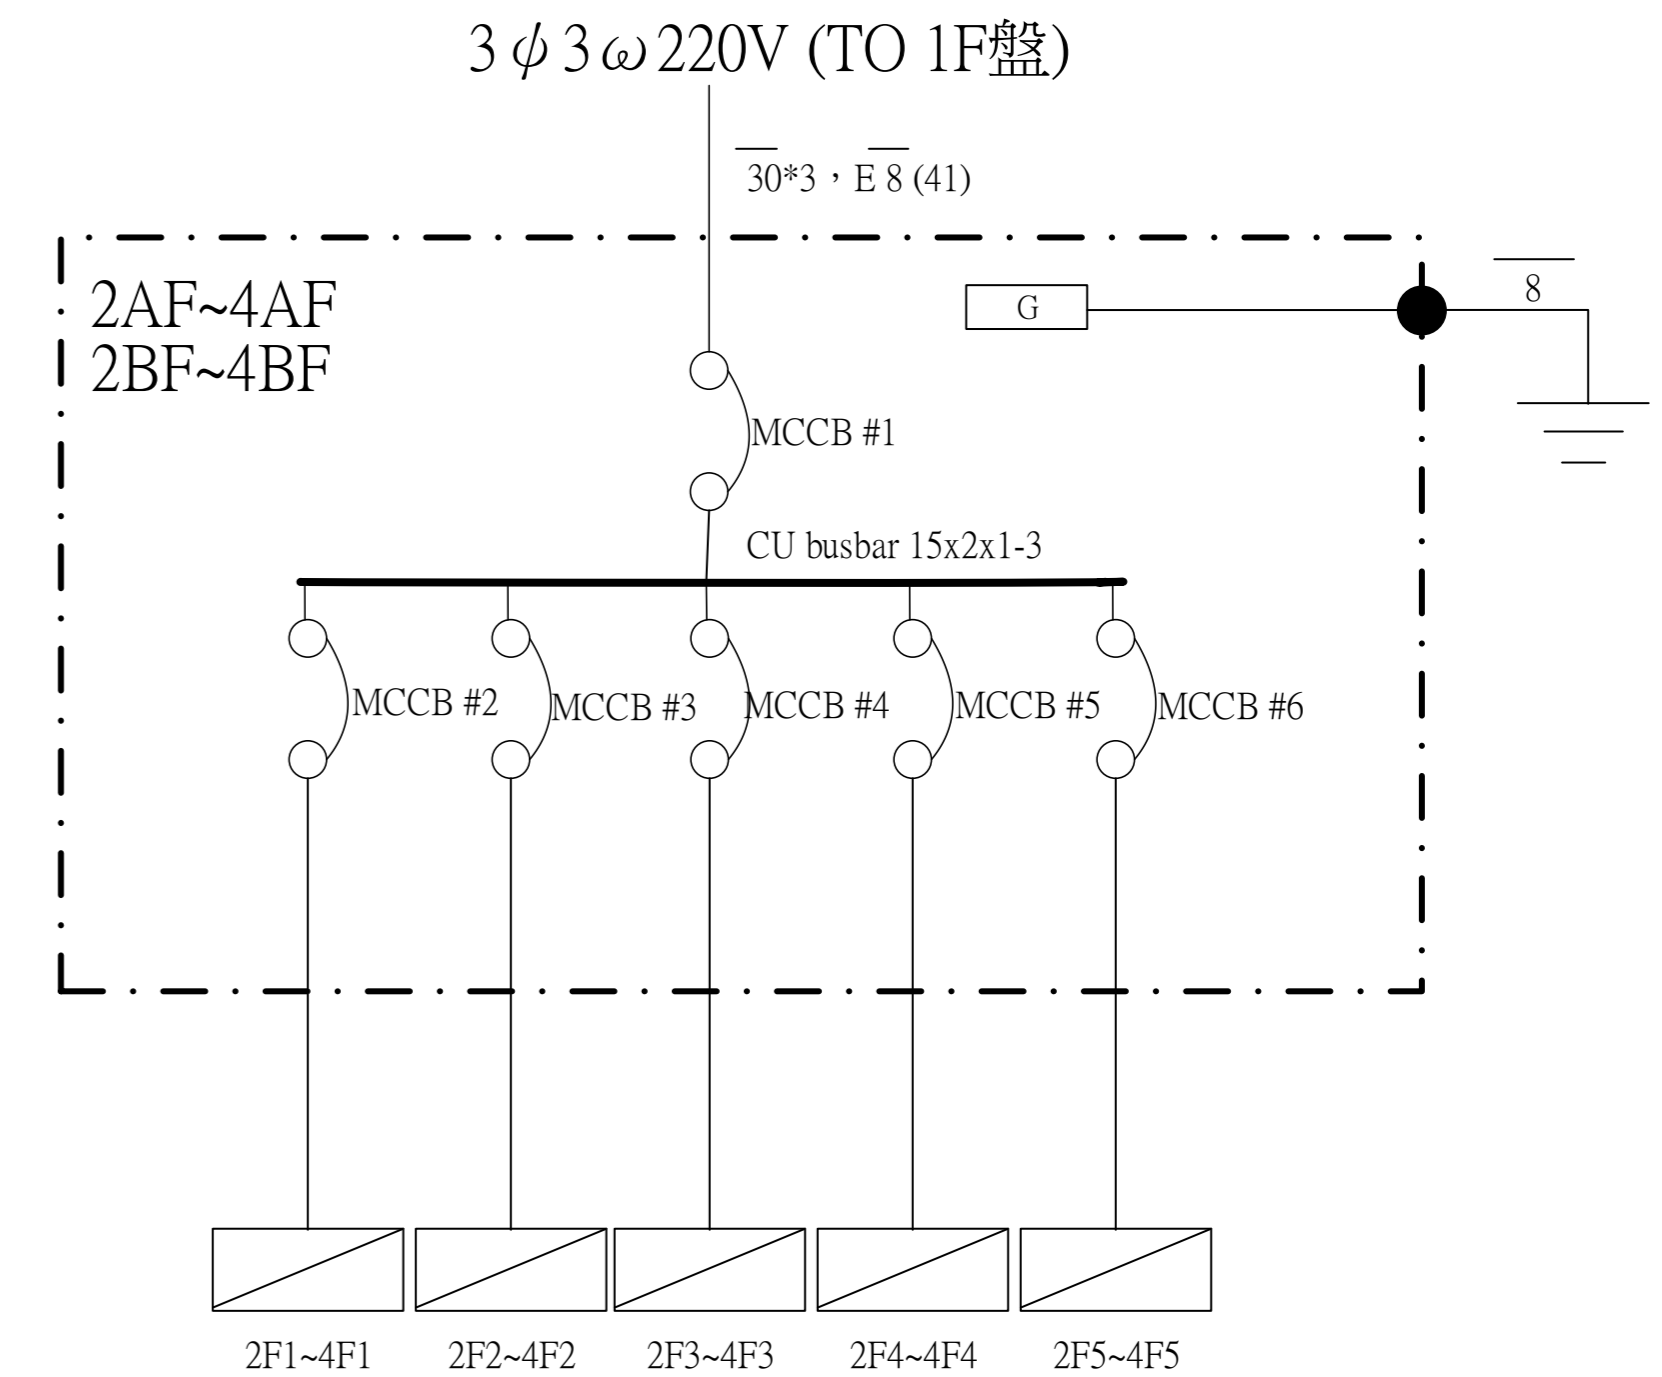 3ψ3ω220V (TO 1F盤)
30*3，E 8 (41)
2AF~4AF
2BF~4BF
G
8
MCCB #1
CU busbar 15x2x1-3
MCCB #2
MCCB #3
MCCB #4
MCCB #5
MCCB #6
2F1~4F1
2F2~4F2
2F3~4F3
2F4~4F4
2F5~4F5